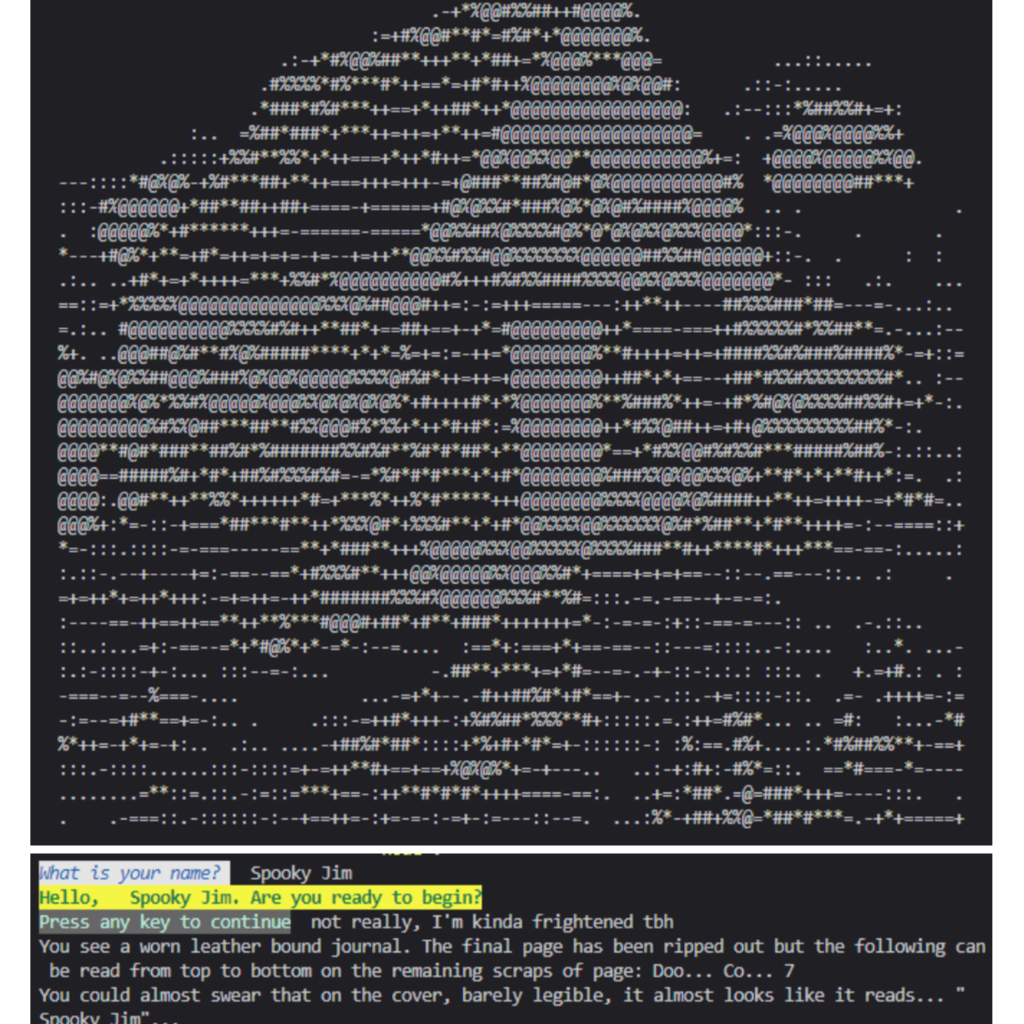 What is your name?   Spooky Jim
Hello,   Spooky Jim. Are you ready to begin?
Press any key to continue  not really, I'm kinda frightened tbh
You see a worn leather bound journal. The final page has been ripped out but the following can
be read from top to bottom on the remaining scraps of page: Doo... Co... 7
You could almost swear that on the cover, barely legible, it almost looks like it reads... "
Spooky Jim"...